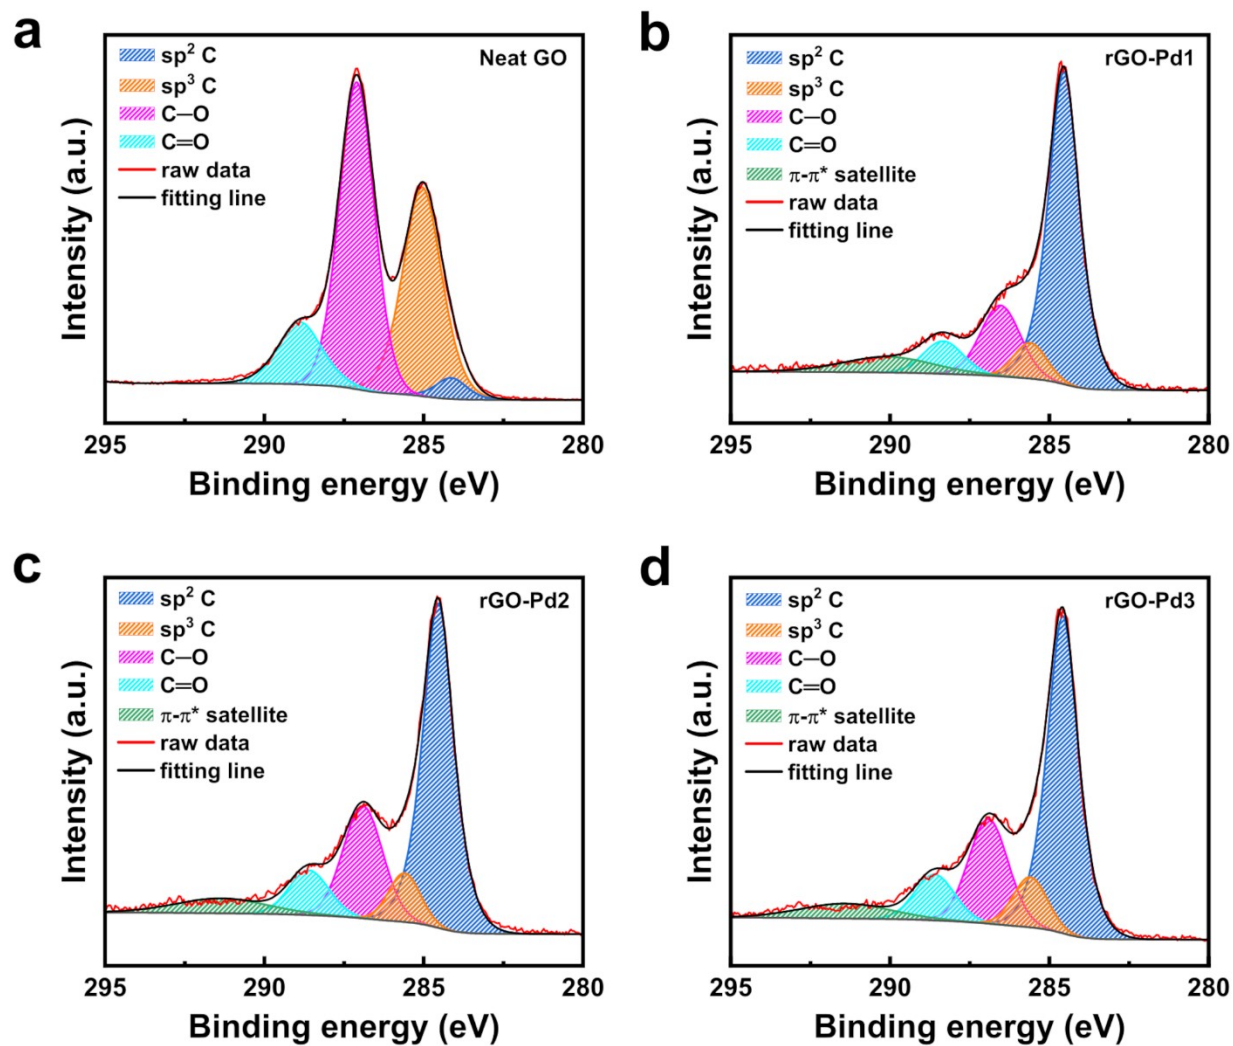 a
sp² C
Neat GO
sp³ C
C—O
C=O
raw data
fitting line
Intensity (a.u.)
295 290 285 280
Binding energy (eV)
b
sp² C
rGO-Pd1
sp³ C
C—O
C=O
π-π* satellite
raw data
fitting line
Intensity (a.u.)
295 290 285 280
Binding energy (eV)
c
sp² C
rGO-Pd2
sp³ C
C—O
C=O
π-π* satellite
raw data
fitting line
Intensity (a.u.)
295 290 285 280
Binding energy (eV)
d
sp² C
rGO-Pd3
sp³ C
C—O
C=O
π-π* satellite
raw data
fitting line
Intensity (a.u.)
295 290 285 280
Binding energy (eV)